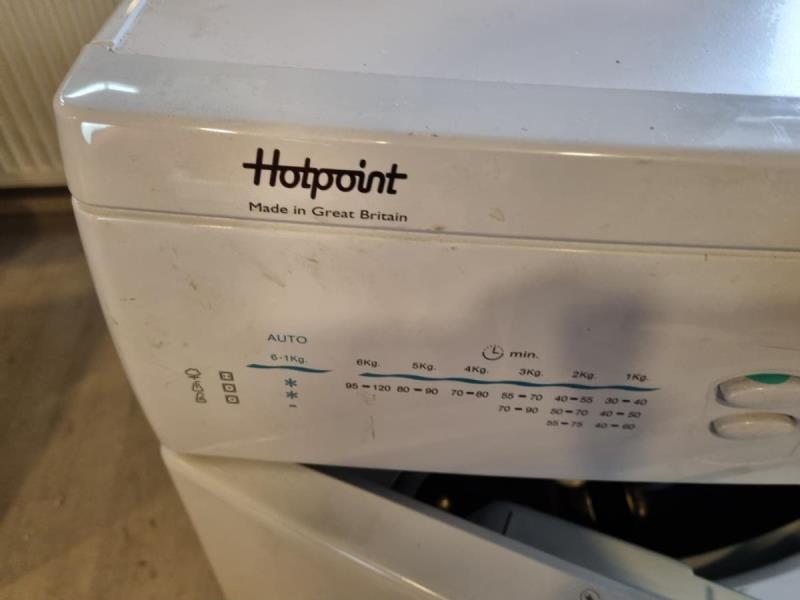 Hotpoint
Made in Great Britain
AUTO
min.
6-1Kg. 6Kg. 5Kg. 4Kg. 3Kg. 2Kg. 1Kg.
* 95-120 80-90 70-80 55-70 40-55 30-40
* 70-90 50-70 40-50
- 55-75 40-60